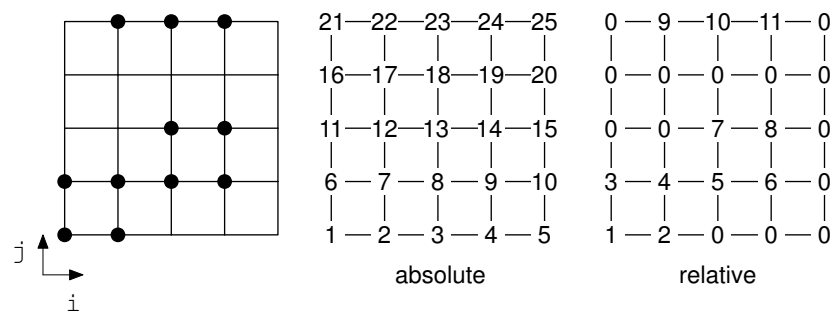 21 22 23 24 25 0 9 10 11 0
16 17 18 19 20 0 0 0 0 0
11 12 13 14 15 0 0 7 8 0
6 7 8 9 10 3 4 5 6 0
1 2 3 4 5 1 2 0 0 0
j
absolute relative
i